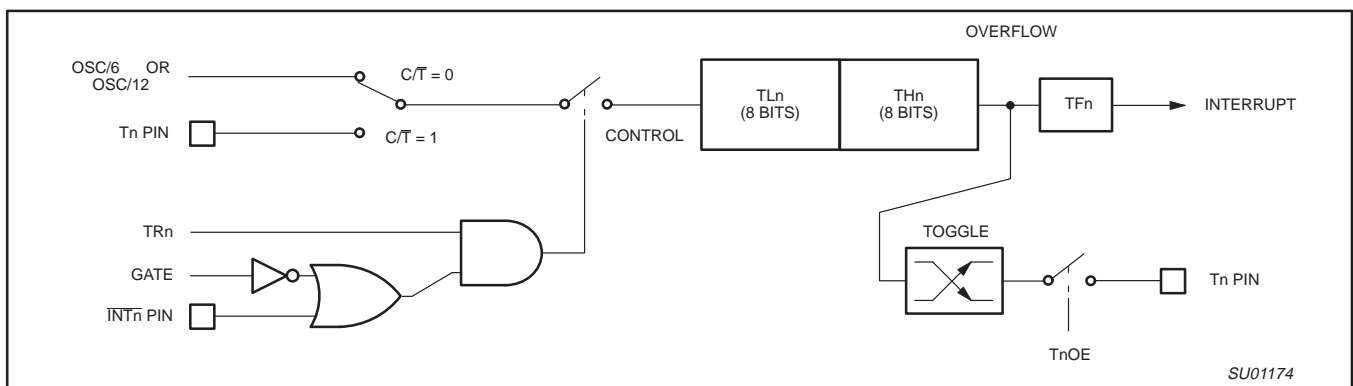 OVERFLOW
OSC/6 OR
OSC/12
C/T̅ = 0
TLn
(8 BITS)
THn
(8 BITS)
TFn
INTERRUPT
Tn PIN
C/T̅ = 1
CONTROL
TRn
TOGGLE
GATE
Tn PIN
I̅N̅T̅n̅ PIN
TnOE
SU01174